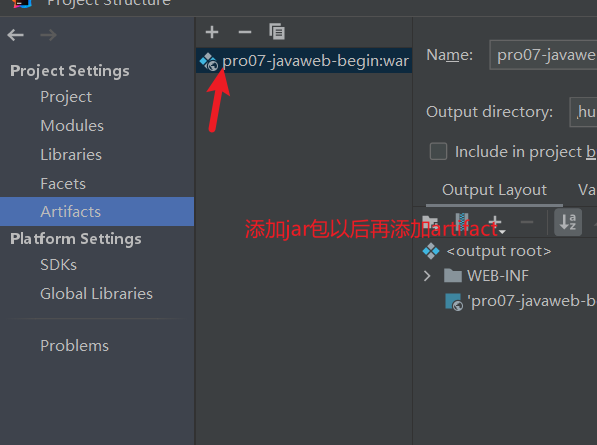 Project Structure
Project Settings
Project
Modules
Libraries
Facets
Artifacts
Platform Settings
SDKs
Global Libraries
Problems
pro07-javaweb-begin:war
添加jar包以后再添加artifact
Name: pro07-javawe
Output directory:
Include in project b
Output Layout Va
<output root>
WEB-INF
'pro07-javaweb-b